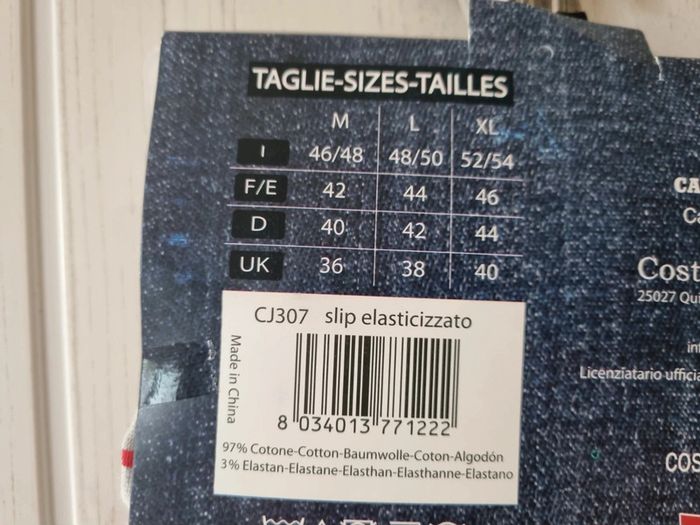 TAGLIE-SIZES-TAILLES
M L XL
I 46/48 48/50 52/54
F/E 42 44 46
D 40 42 44
UK 36 38 40
CJ307 slip elasticizzato
Made in China
8 034013 771222
97% Cotone-Cotton-Baumwolle-Coton-Algodón
3% Elastan-Elastane-Elasthan-Elasthanne-Elastano
CA
Cost
25027 Qu
Licenziatario ufficia
COS